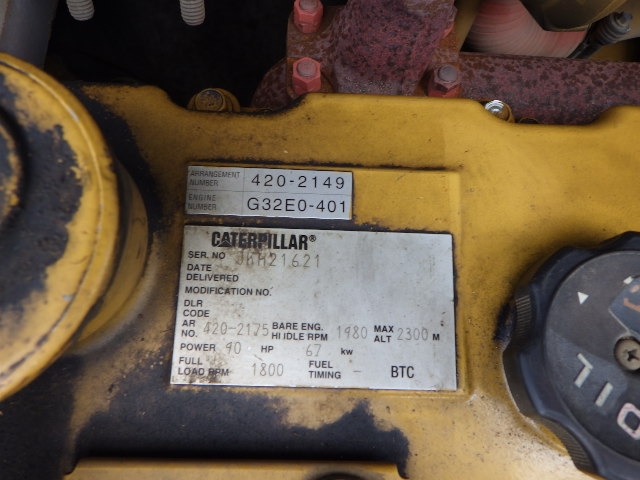 ARRANGEMENT NUMBER 420-2149
ENGINE NUMBER G32E0-401
CATERPILLAR®
SER. NO
DATE DELIVERED
MODIFICATION NO.
DLR CODE
AR NO. 420-2175 BARE ENG. HI IDLE RPM 1980 MAX ALT 2300 M
POWER 90 HP 67 kw
FULL LOAD RPM 1800 FUEL TIMING - BTC
OIL